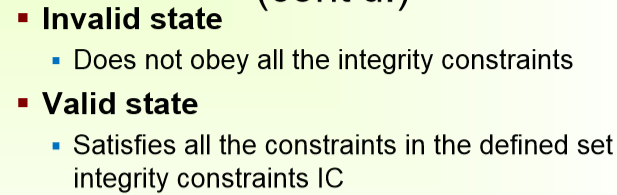 (cont'd.)
▪ Invalid state
▪ Does not obey all the integrity constraints
▪ Valid state
▪ Satisfies all the constraints in the defined set
integrity constraints IC